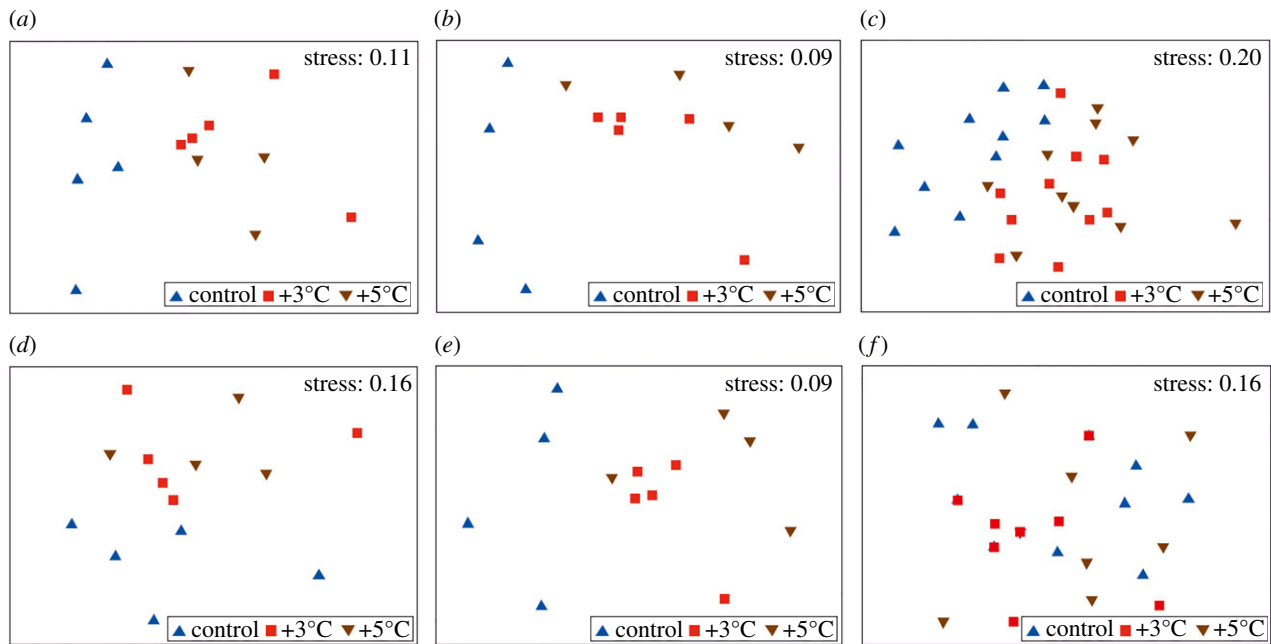 (a) (b) (c)
stress: 0.11 stress: 0.09 stress: 0.20
control +3°C +5°C control +3°C +5°C control +3°C +5°C
(d) (e) (f)
stress: 0.16 stress: 0.09 stress: 0.16
control +3°C +5°C control +3°C +5°C control +3°C +5°C